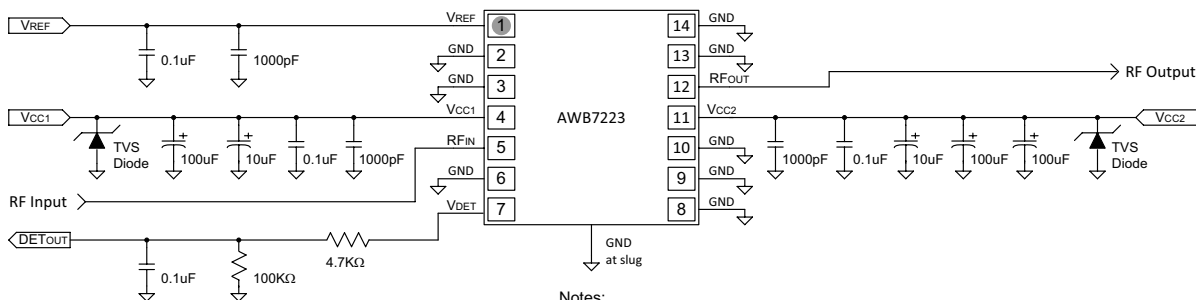 VREF
VREF
1
14
GND
0.1uF
1000pF
GND
2
13
GND
GND
3
12
RFOUT
RF Output
VCC1
VCC1
4
AWB7223
11
VCC2
VCC2
TVS
Diode
100uF
10uF
0.1uF
1000pF
RFIN
5
10
GND
1000pF
0.1uF
10uF
100uF
100uF
TVS
Diode
GND
6
9
GND
RF Input
VDET
7
8
GND
DETOUT
4.7KΩ
GND
at slug
0.1uF
100KΩ
Notes: